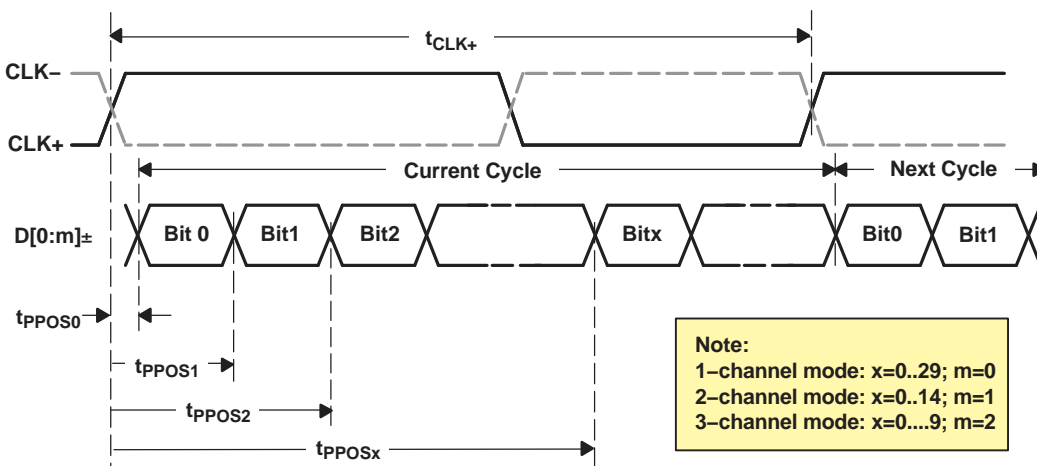 tCLK+
CLK−
CLK+
Current Cycle
Next Cycle
D[0:m]±
Bit 0
Bit1
Bit2
Bitx
Bit0
Bit1
tPPOS0
tPPOS1
tPPOS2
tPPOSx
Note:
1−channel mode: x=0..29; m=0
2−channel mode: x=0..14; m=1
3−channel mode: x=0....9; m=2